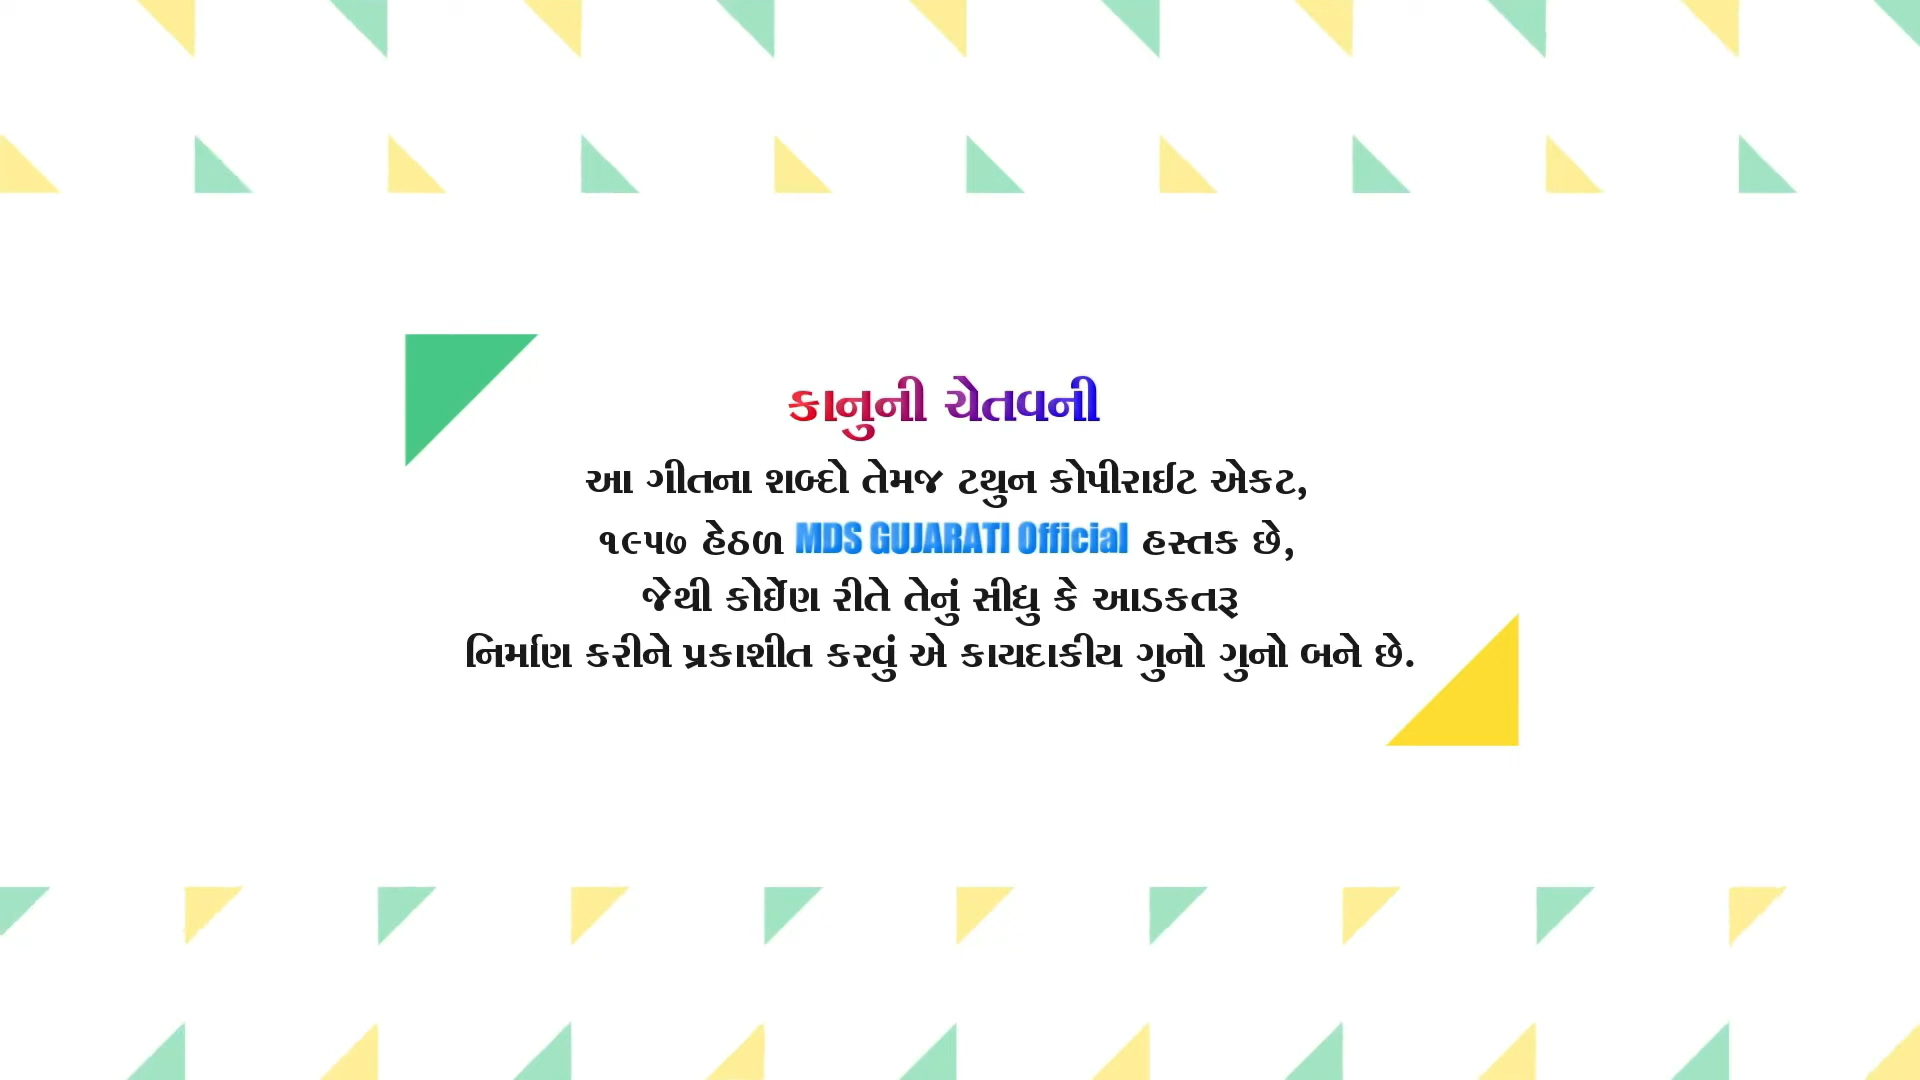 કાનુની ચેતવની
આ ગીતના શબ્દો તેમજ ટથુન કોપીરાઈટ એકટ,
૧૯૫૭ હેઠળ MDS GUJARATI Official હસ્તક છે,
જેથી કોઈેણ રીતે તેનું સીધુ કે આડકતરૂ
નિર્માણ કરીને પ્રકાશીત કરવું એ કાયદાકીય ગુનો ગુનો બને છે.